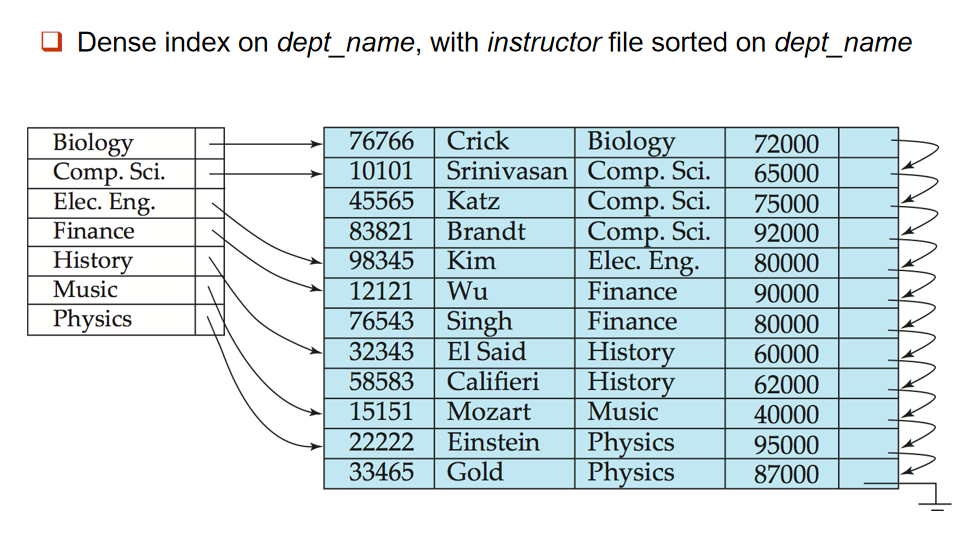 Dense index on dept_name, with instructor file sorted on dept_name
Biology
Comp. Sci.
Elec. Eng.
Finance
History
Music
Physics
76766 Crick Biology 72000
10101 Srinivasan Comp. Sci. 65000
45565 Katz Comp. Sci. 75000
83821 Brandt Comp. Sci. 92000
98345 Kim Elec. Eng. 80000
12121 Wu Finance 90000
76543 Singh Finance 80000
32343 El Said History 60000
58583 Califieri History 62000
15151 Mozart Music 40000
22222 Einstein Physics 95000
33465 Gold Physics 87000